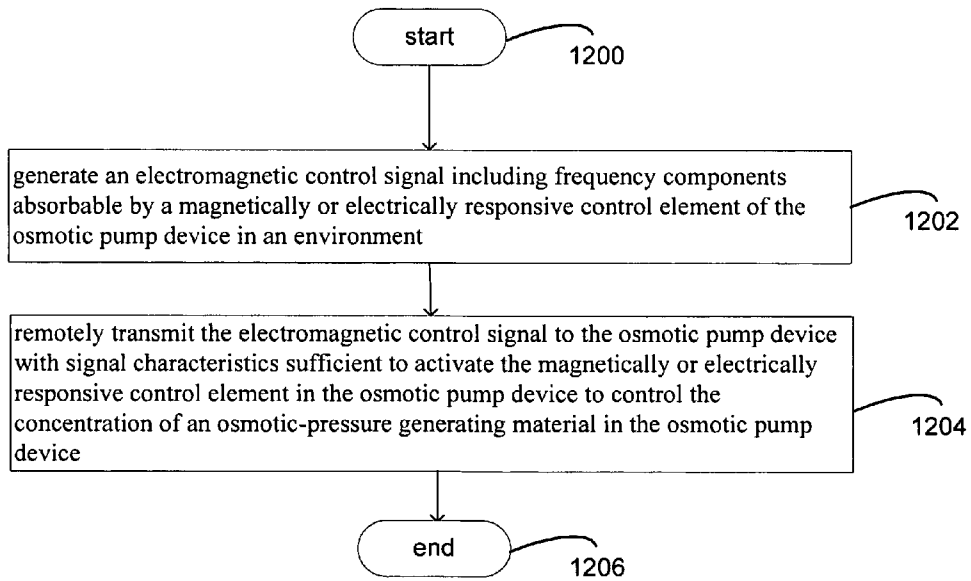 start
1200
generate an electromagnetic control signal including frequency components
absorbable by a magnetically or electrically responsive control element of the
osmotic pump device in an environment
1202
remotely transmit the electromagnetic control signal to the osmotic pump device
with signal characteristics sufficient to activate the magnetically or electrically
responsive control element in the osmotic pump device to control the
concentration of an osmotic-pressure generating material in the osmotic pump
device
1204
end
1206